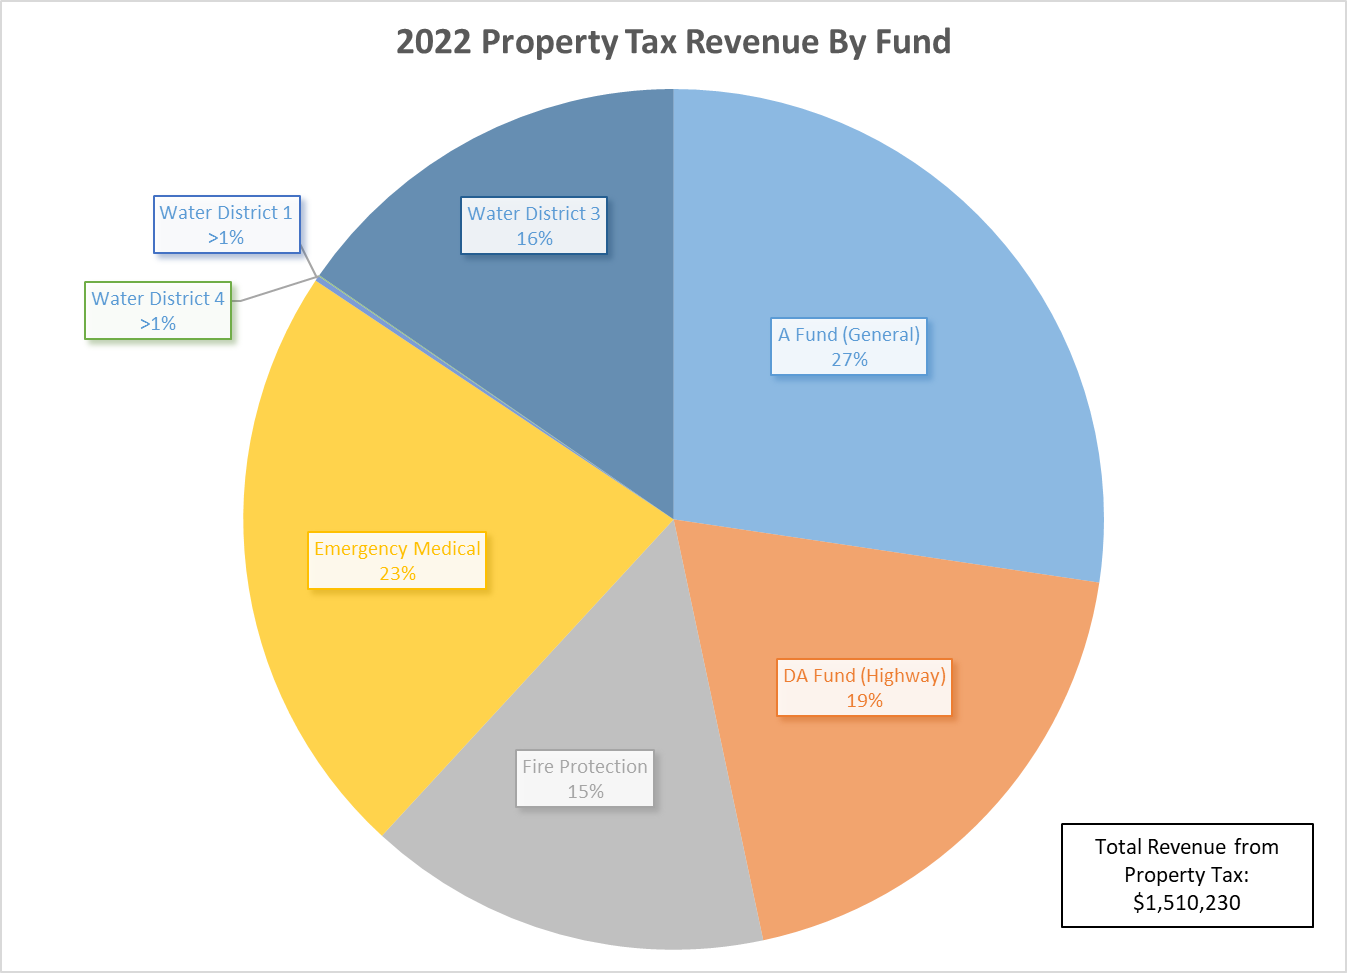 2022 Property Tax Revenue By Fund
Water District 1
>1%
Water District 3
16%
Water District 4
>1%
A Fund (General)
27%
Emergency Medical
23%
DA Fund (Highway)
19%
Fire Protection
15%
Total Revenue from
Property Tax:
$1,510,230